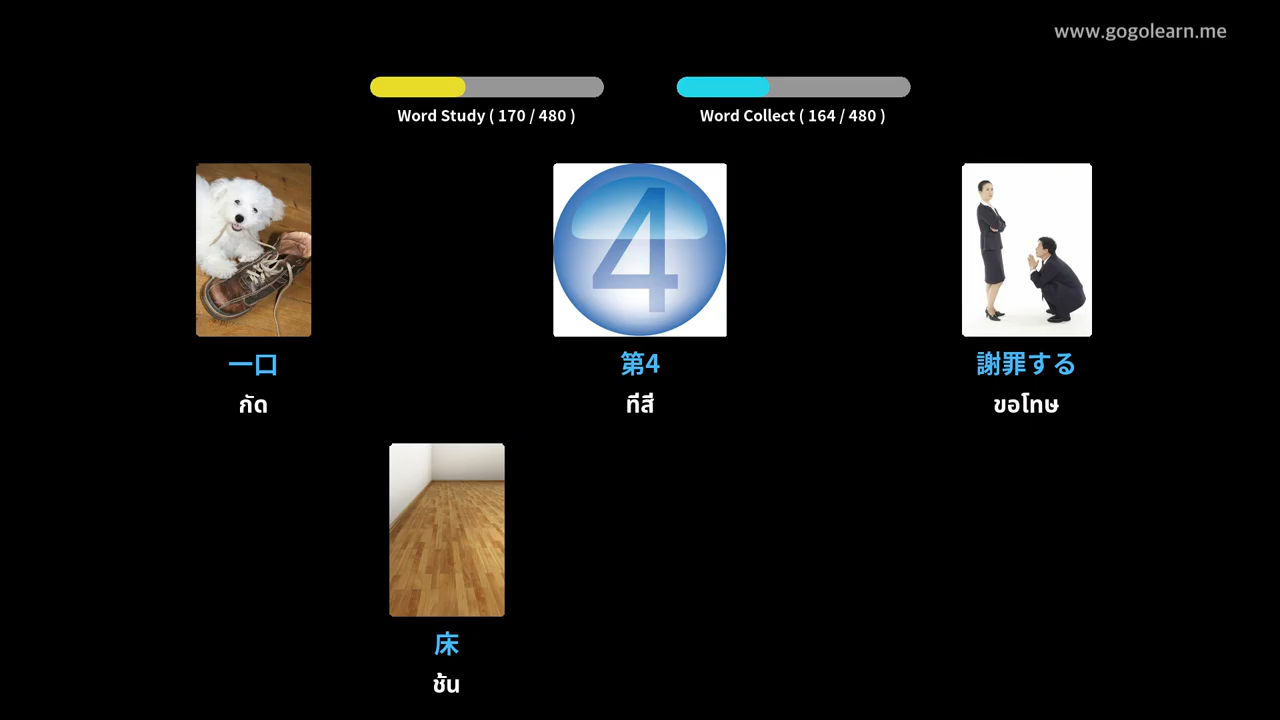 www.gogolearn.me
Word Study ( 170 / 480 )
Word Collect ( 164 / 480 )
4
一口
กัด
第4
ทีสี่
謝罪する
ขอโทษ
床
ชั้น